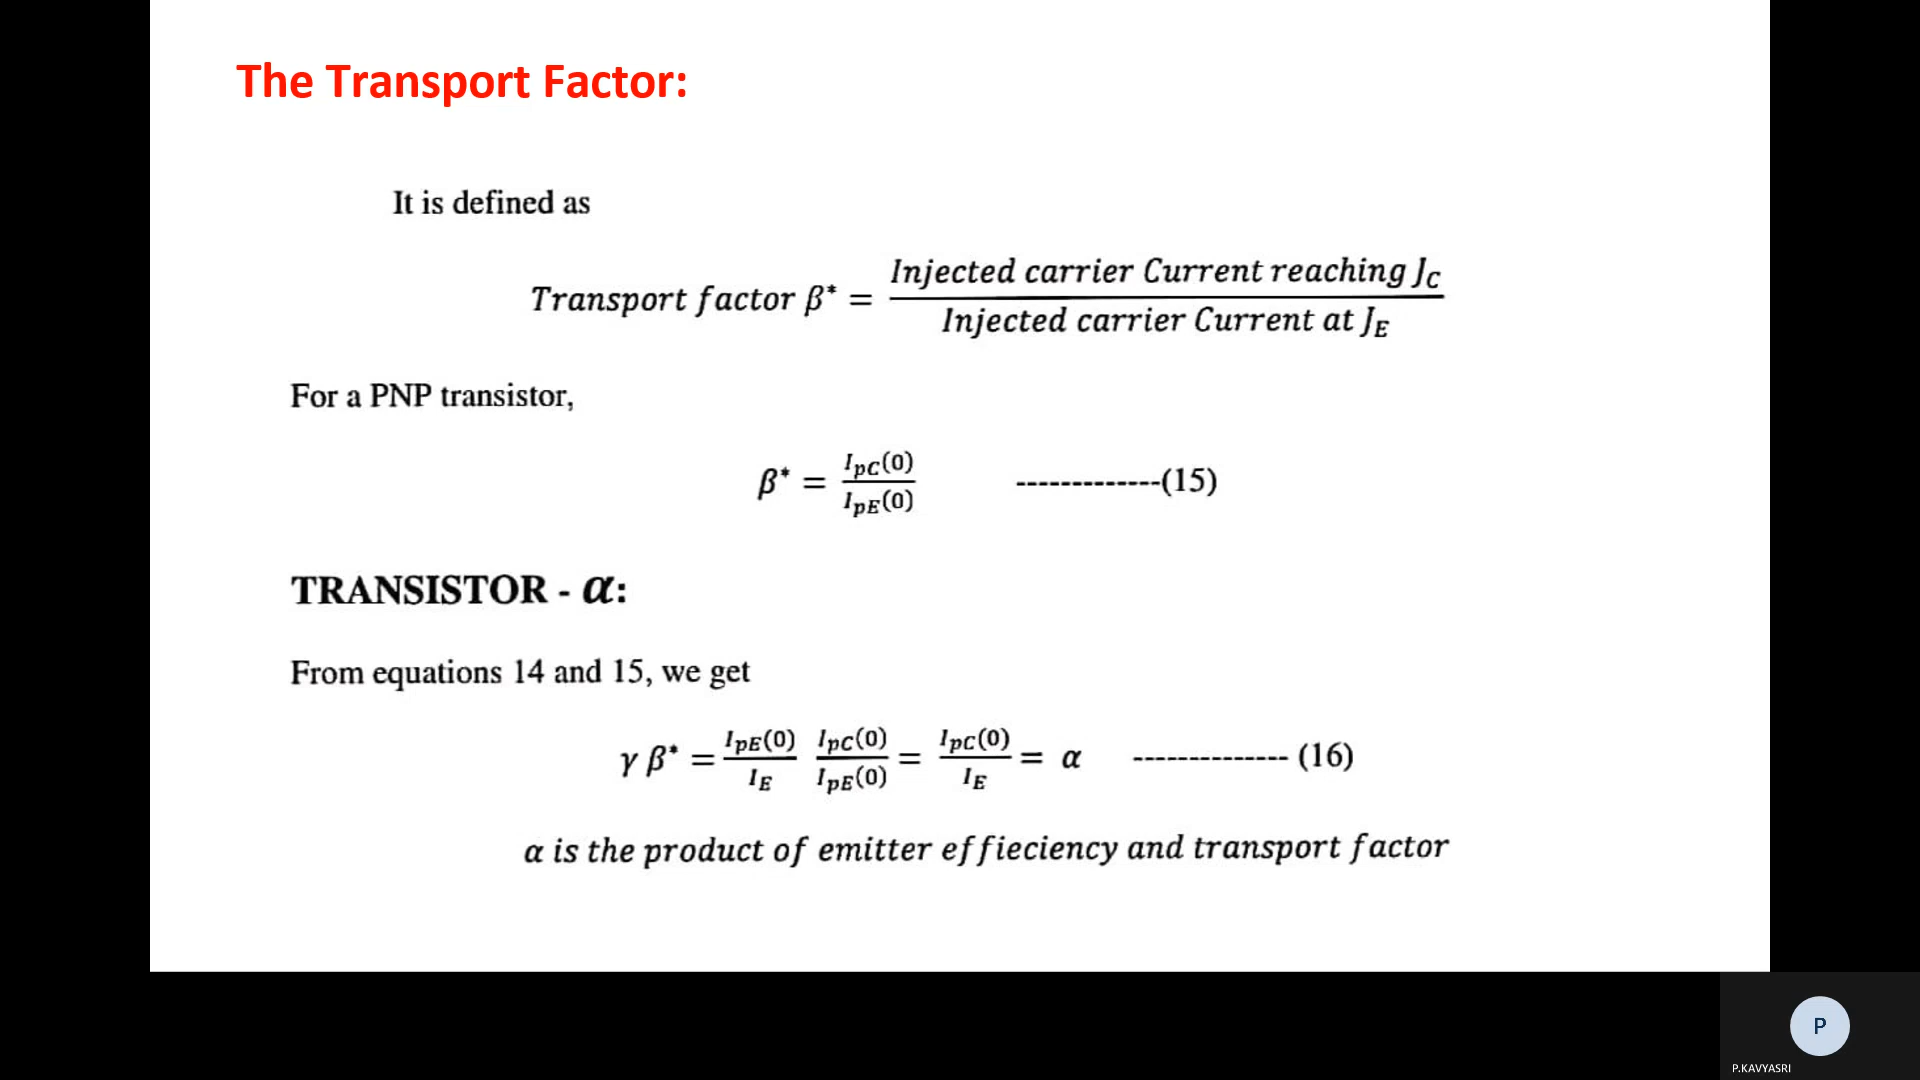 The Transport Factor:
It is defined as
Transport factor β* = Injected carrier Current reaching J_C / Injected carrier Current at J_E
For a PNP transistor,
β* = I_pC(0) / I_pE(0) -------------(15)
TRANSISTOR - α:
From equations 14 and 15, we get
γ β* = I_pE(0) / I_E I_pC(0) / I_pE(0) = I_pC(0) / I_E = α -------------- (16)
α is the product of emitter effieciency and transport factor
P
P.KAVYASRI